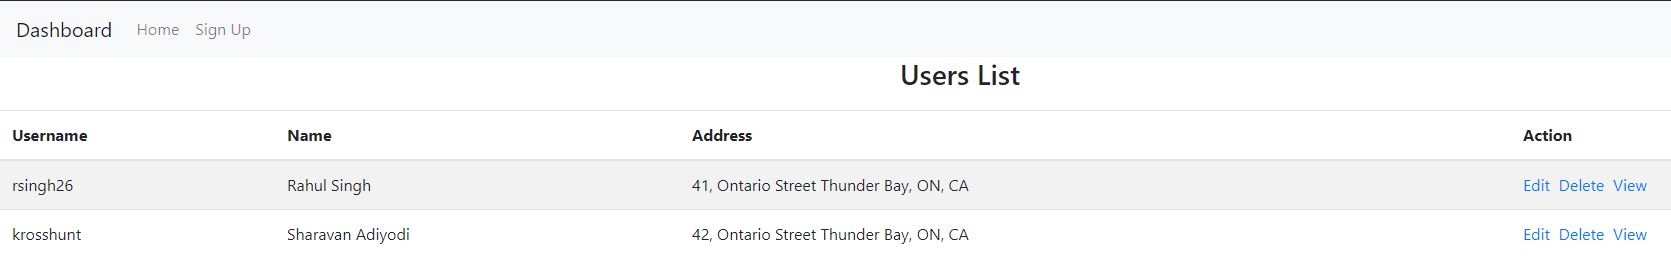 Dashboard Home Sign Up
Users List
Username Name Address Action
rsingh26 Rahul Singh 41, Ontario Street Thunder Bay, ON, CA Edit Delete View
krosshunt Sharavan Adiyodi 42, Ontario Street Thunder Bay, ON, CA Edit Delete View